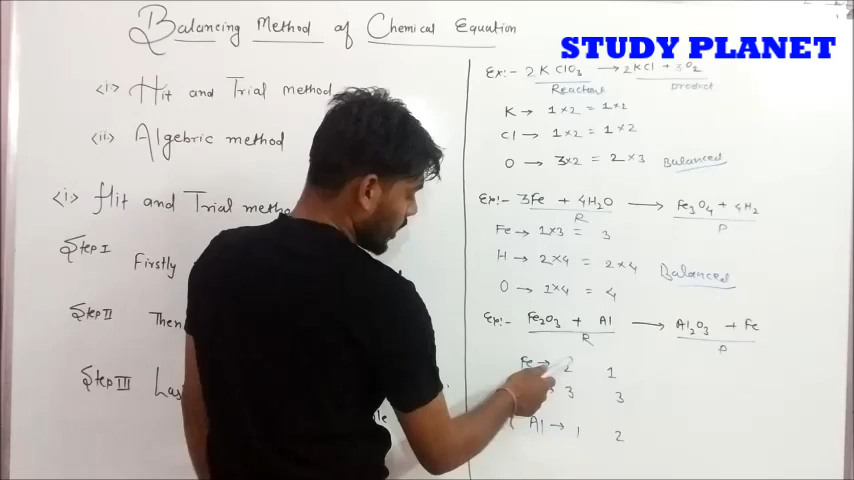 Balancing Method of Chemical Equation
STUDY PLANET
<i> Hit and Trial method
<ii> Algebric method
<i> Hit and Trial metho
Step I
Firstly
Step II
Then
Step III
Las
Ex:- 2KClO₃ → 2KCl + 3O₂
Reactant product
K → 1×2 = 1×2
Cl → 1×2 = 1×2
O → 3×2 = 2×3 Balanced
Ex:- 3Fe + 4H₂O → Fe₃O₄ + 4H₂
R P
Fe → 1×3 = 3
H → 2×4 = 2×4 Balanced
O → 1×4 = 4
Ex:- Fe₂O₃ + Al → Al₂O₃ + Fe
R P
Fe → 2 1
3 3
Al → 1 2